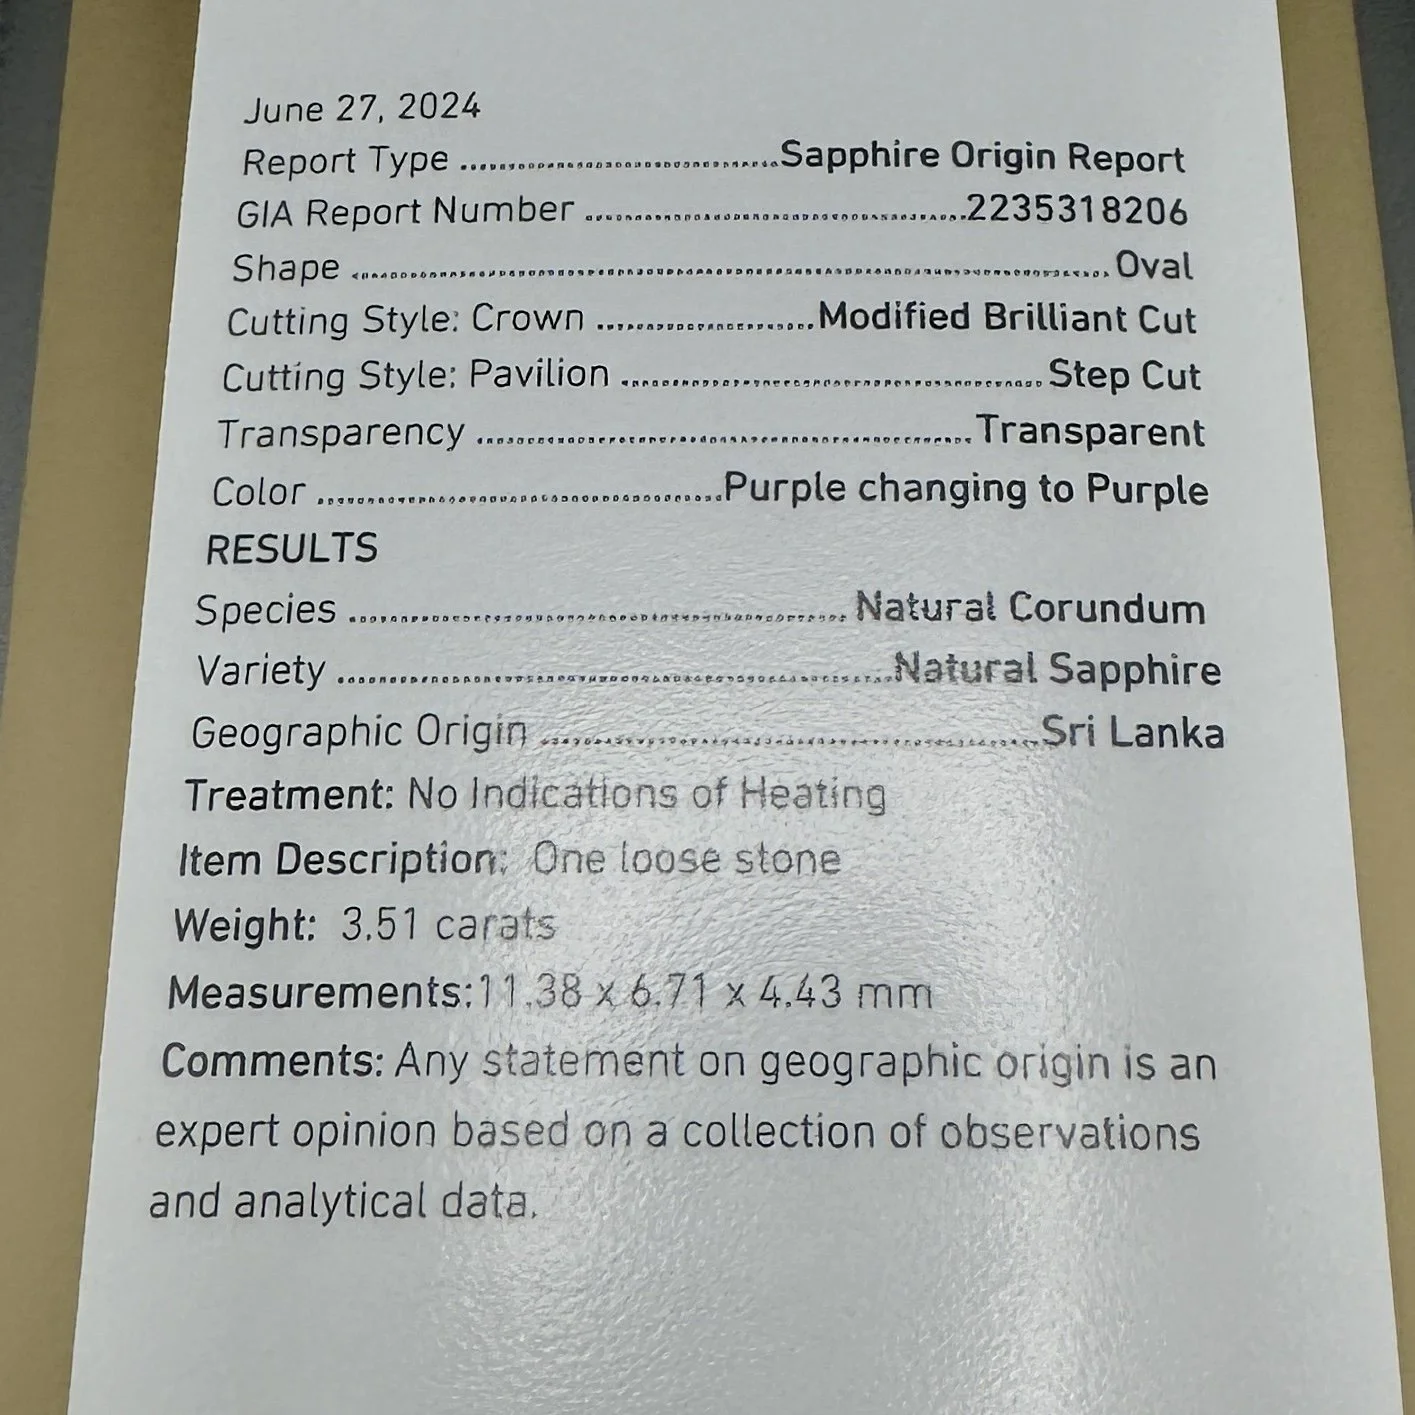 June 27, 2024
Report Type ........................................ Sapphire Origin Report
GIA Report Number ........................................ 2235318206
Shape ........................................ Oval
Cutting Style: Crown ........................................ Modified Brilliant Cut
Cutting Style: Pavilion ........................................ Step Cut
Transparency ........................................ Transparent
Color ........................................ Purple changing to Purple
RESULTS
Species ........................................ Natural Corundum
Variety ........................................ Natural Sapphire
Geographic Origin ........................................ Sri Lanka
Treatment: No Indications of Heating
Item Description: One loose stone
Weight: 3.51 carats
Measurements:11.38 x 6.71 x 4.43 mm
Comments: Any statement on geographic origin is an
expert opinion based on a collection of observations
and analytical data.